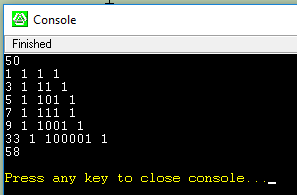 Console
Finished
50
1 1 1 1
3 1 11 1
5 1 101 1
7 1 111 1
9 1 1001 1
33 1 100001 1
58
Press any key to close console...